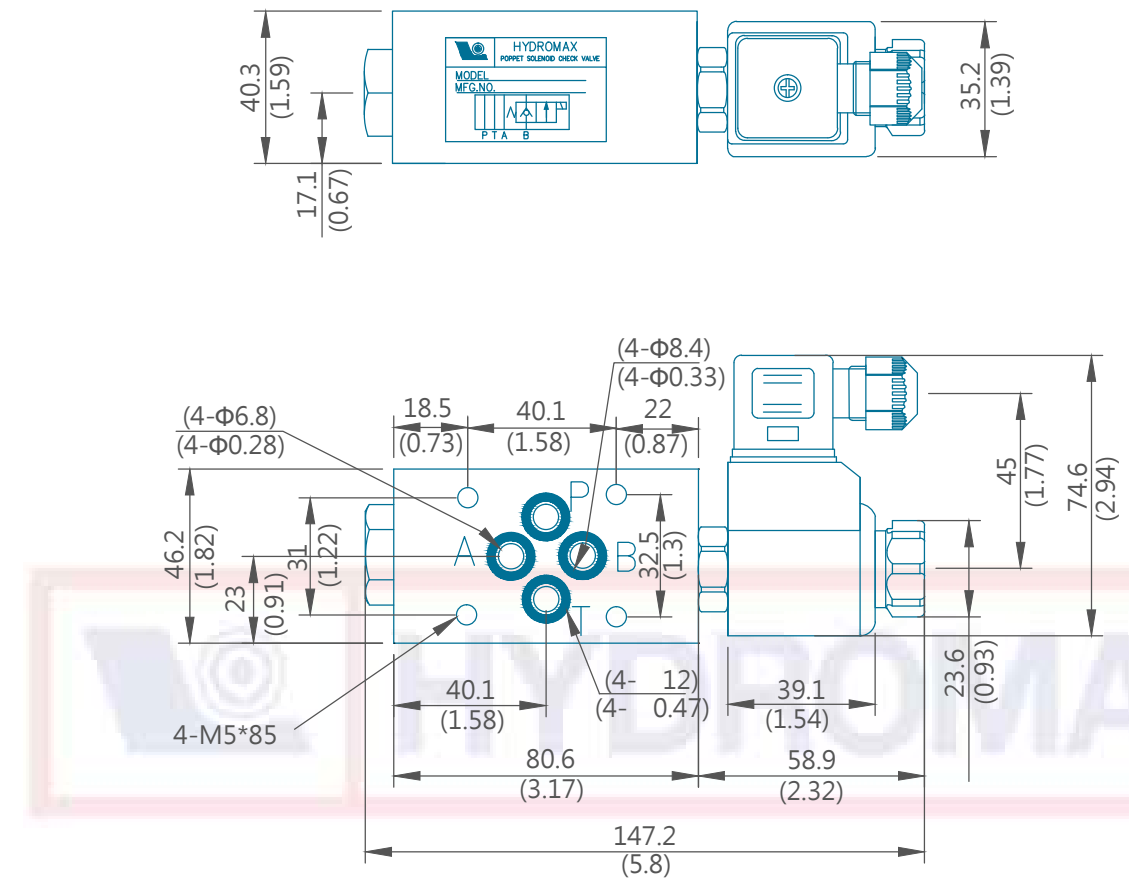 HYDROMAX
POPPET SOLENOID CHECK VALVE
MODEL
MFG.NO.
P T A B
40.3
(1.59)
17.1
(0.67)
35.2
(1.39)
(4-Φ8.4)
(4-Φ0.33)
(4-Φ6.8)
(4-Φ0.28)
18.5
(0.73)
40.1
(1.58)
22
(0.87)
46.2
(1.82)
23
(0.91)
31
(1.22)
P
A
B
T
32.5
(1.3)
45
(1.77)
74.6
(2.94)
23.6
(0.93)
4-M5*85
40.1
(1.58)
(4- 12)
(4- 0.47)
39.1
(1.54)
80.6
(3.17)
58.9
(2.32)
147.2
(5.8)
HYDROMA